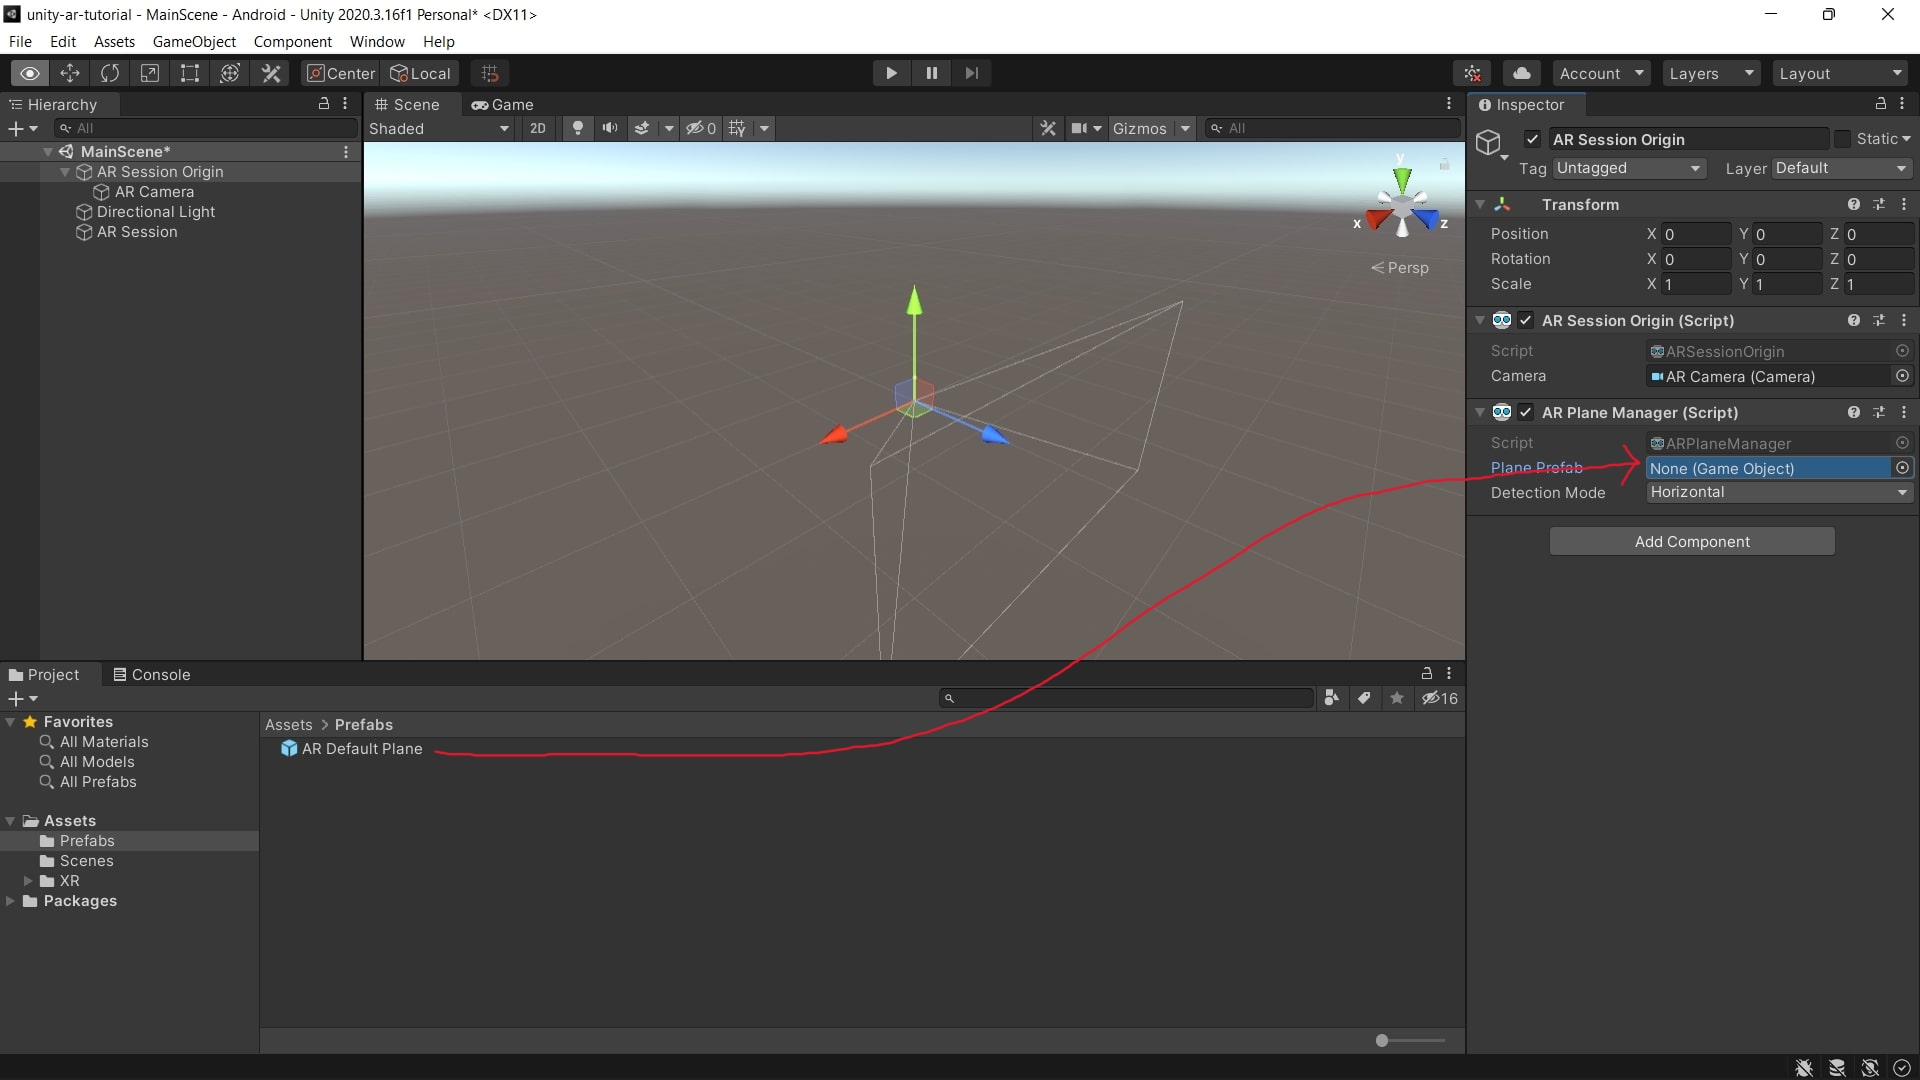 unity-ar-tutorial - MainScene - Android - Unity 2020.3.16f1 Personal* <DX11>
File Edit Assets GameObject Component Window Help
Center Local Account Layers Layout
Hierarchy
All
MainScene*
AR Session Origin
AR Camera
Directional Light
AR Session
Scene Game
Shaded 2D 0 Gizmos All
y
x z
Persp
Inspector
AR Session Origin Static
Tag Untagged Layer Default
Transform
Position X 0 Y 0 Z 0
Rotation X 0 Y 0 Z 0
Scale X 1 Y 1 Z 1
AR Session Origin (Script)
Script ARSessionOrigin
Camera AR Camera (Camera)
AR Plane Manager (Script)
Script ARPlaneManager
Plane Prefab None (Game Object)
Detection Mode Horizontal
Add Component
Project Console
16
Favorites
All Materials
All Models
All Prefabs
Assets
Prefabs
Scenes
XR
Packages
Assets > Prefabs
AR Default Plane